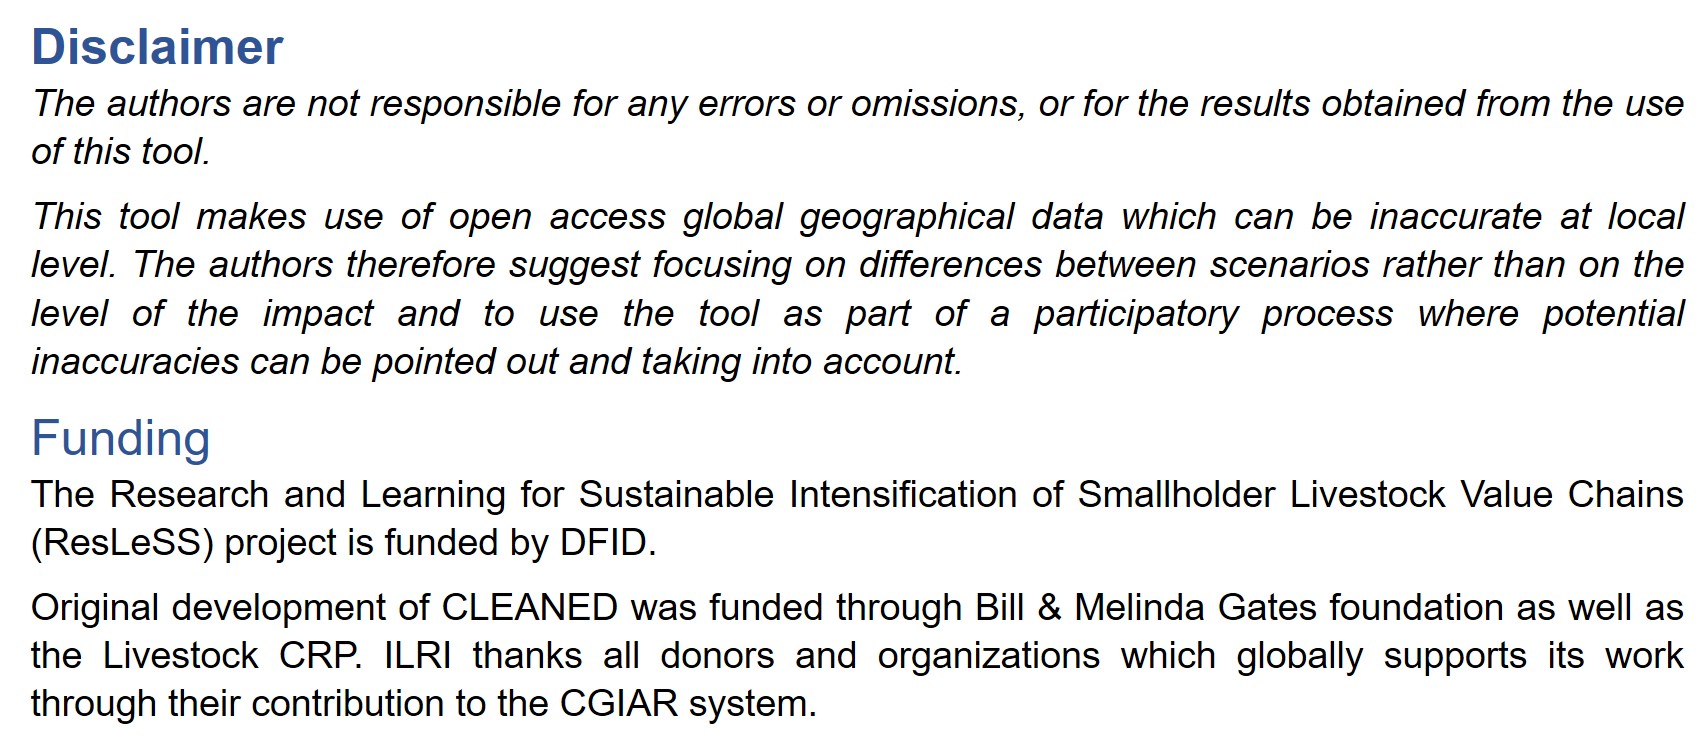 Disclaimer
The authors are not responsible for any errors or omissions, or for the results obtained from the use
of this tool.
This tool makes use of open access global geographical data which can be inaccurate at local
level. The authors therefore suggest focusing on differences between scenarios rather than on the
level of the impact and to use the tool as part of a participatory process where potential
inaccuracies can be pointed out and taking into account.
Funding
The Research and Learning for Sustainable Intensification of Smallholder Livestock Value Chains
(ResLeSS) project is funded by DFID.
Original development of CLEANED was funded through Bill & Melinda Gates foundation as well as
the Livestock CRP. ILRI thanks all donors and organizations which globally supports its work
through their contribution to the CGIAR system.